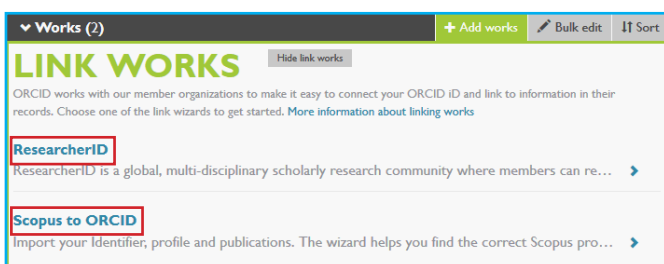 Works (2) + Add works Bulk edit Sort
LINK WORKS Hide link works
ORCID works with our member organizations to make it easy to connect your ORCID iD and link to information in their
records. Choose one of the link wizards to get started. More information about linking works
ResearcherID
ResearcherID is a global, multi-disciplinary scholarly research community where members can re...
Scopus to ORCID
Import your Identifier, profile and publications. The wizard helps you find the correct Scopus pro...